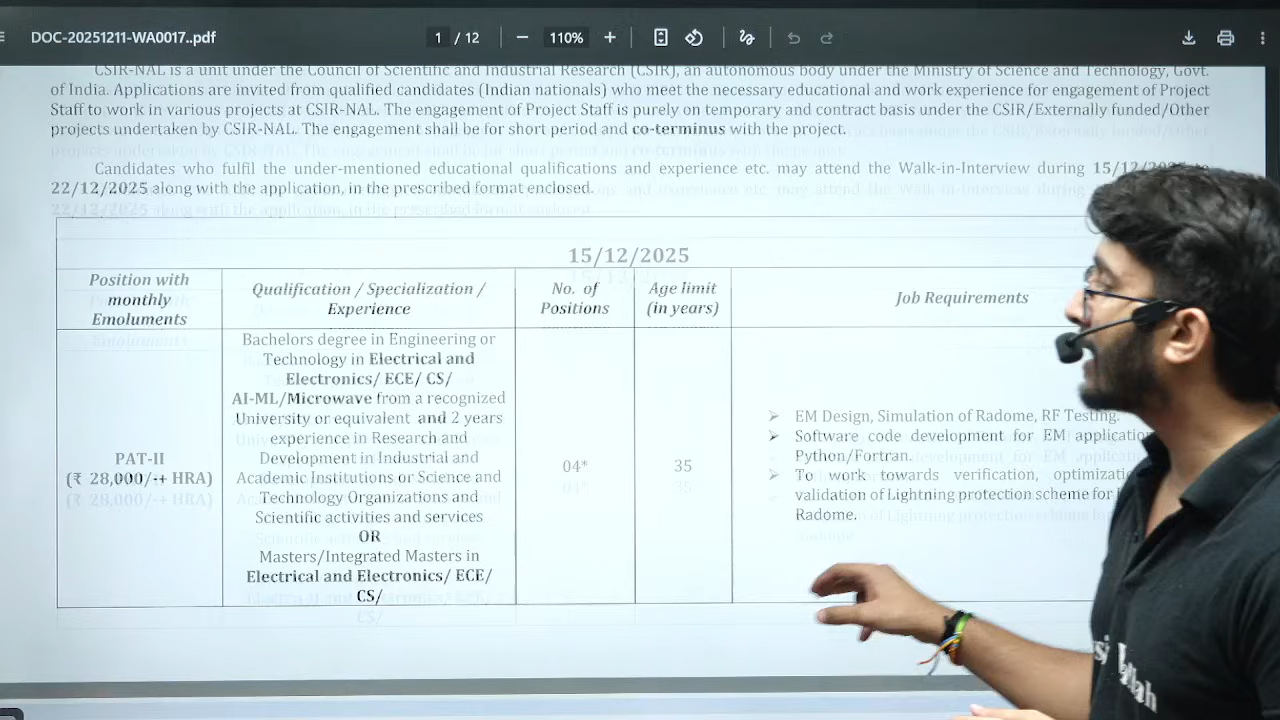 DOC-20251211-WA0017..pdf
1 / 12
110%
CSIR-NAL is a unit under the Council of Scientific and Industrial Research (CSIR), an autonomous body under the Ministry of Science and Technology, Govt.
of India. Applications are invited from qualified candidates (Indian nationals) who meet the necessary educational and work experience for engagement of Project
Staff to work in various projects at CSIR-NAL. The engagement of Project Staff is purely on temporary and contract basis under the CSIR/Externally funded/Other
projects undertaken by CSIR-NAL. The engagement shall be for short period and co-terminus with the project.
Candidates who fulfil the under-mentioned educational qualifications and experience etc. may attend the Walk-in-Interview during 15/12/2025 to
22/12/2025 along with the application, in the prescribed format enclosed.
15/12/2025
Position with
monthly
Emoluments
Qualification / Specialization /
Experience
No. of
Positions
Age limit
(in years)
Job Requirements
PAT-II
(₹ 28,000/-+ HRA)
Bachelors degree in Engineering or
Technology in Electrical and
Electronics/ ECE/ CS/
AI-ML/Microwave from a recognized
University or equivalent and 2 years
experience in Research and
Development in Industrial and
Academic Institutions or Science and
Technology Organizations and
Scientific activities and services
OR
Masters/Integrated Masters in
Electrical and Electronics/ ECE/
CS/
04*
35
➢ EM Design, Simulation of Radome, RF Testing.
➢ Software code development for EM
Python/Fortran.
➢ To work towards verification,
validation of Lightning protection scheme for
Radome.